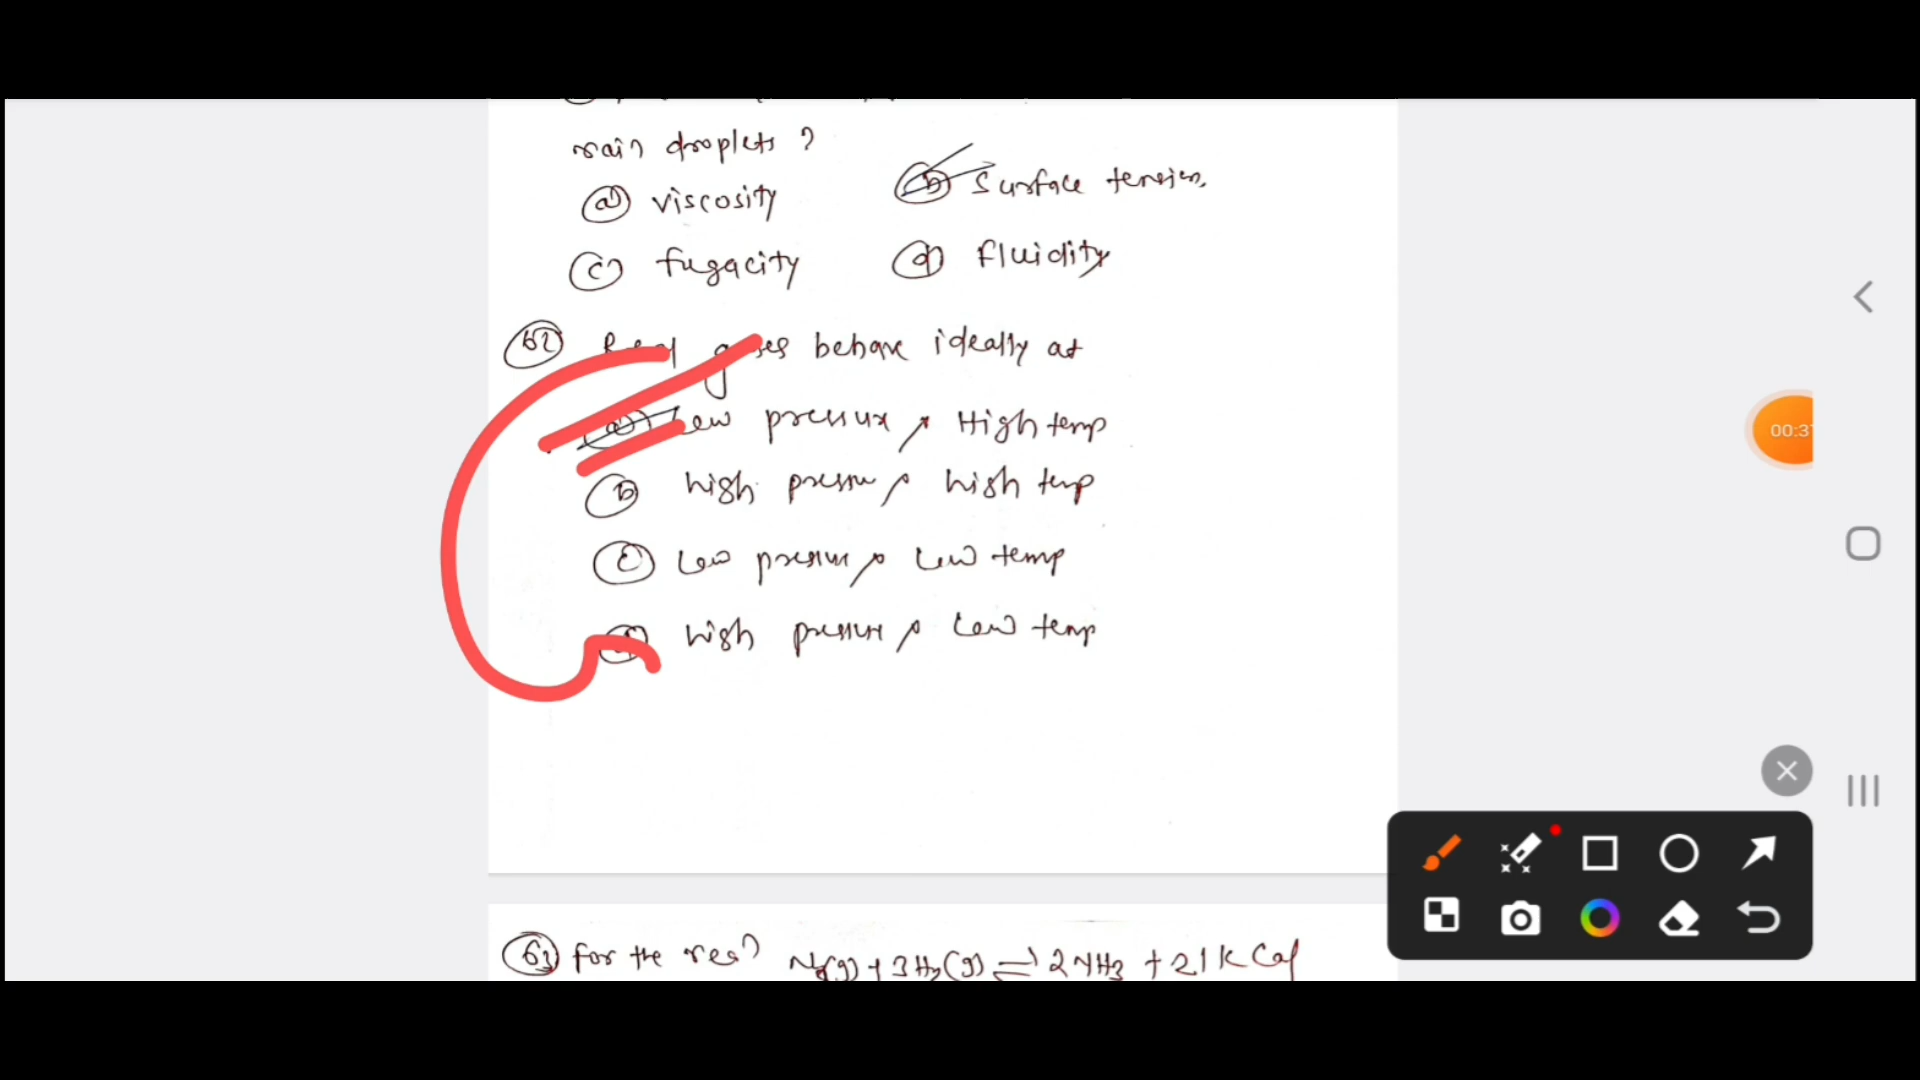 rain droplets ?
(a) viscosity (b) Surface tension
(c) fugacity (d) fluidity
(62) Real gases behave ideally at
(a) Low pressure, High temp
(b) high pressure, high temp
(c) Low pressure, Low temp
(d) high pressure, Low temp
00:3
(63) for the rea? N2(g) + 3H2(g) ⇌ 2NH3 + 21 K Cal